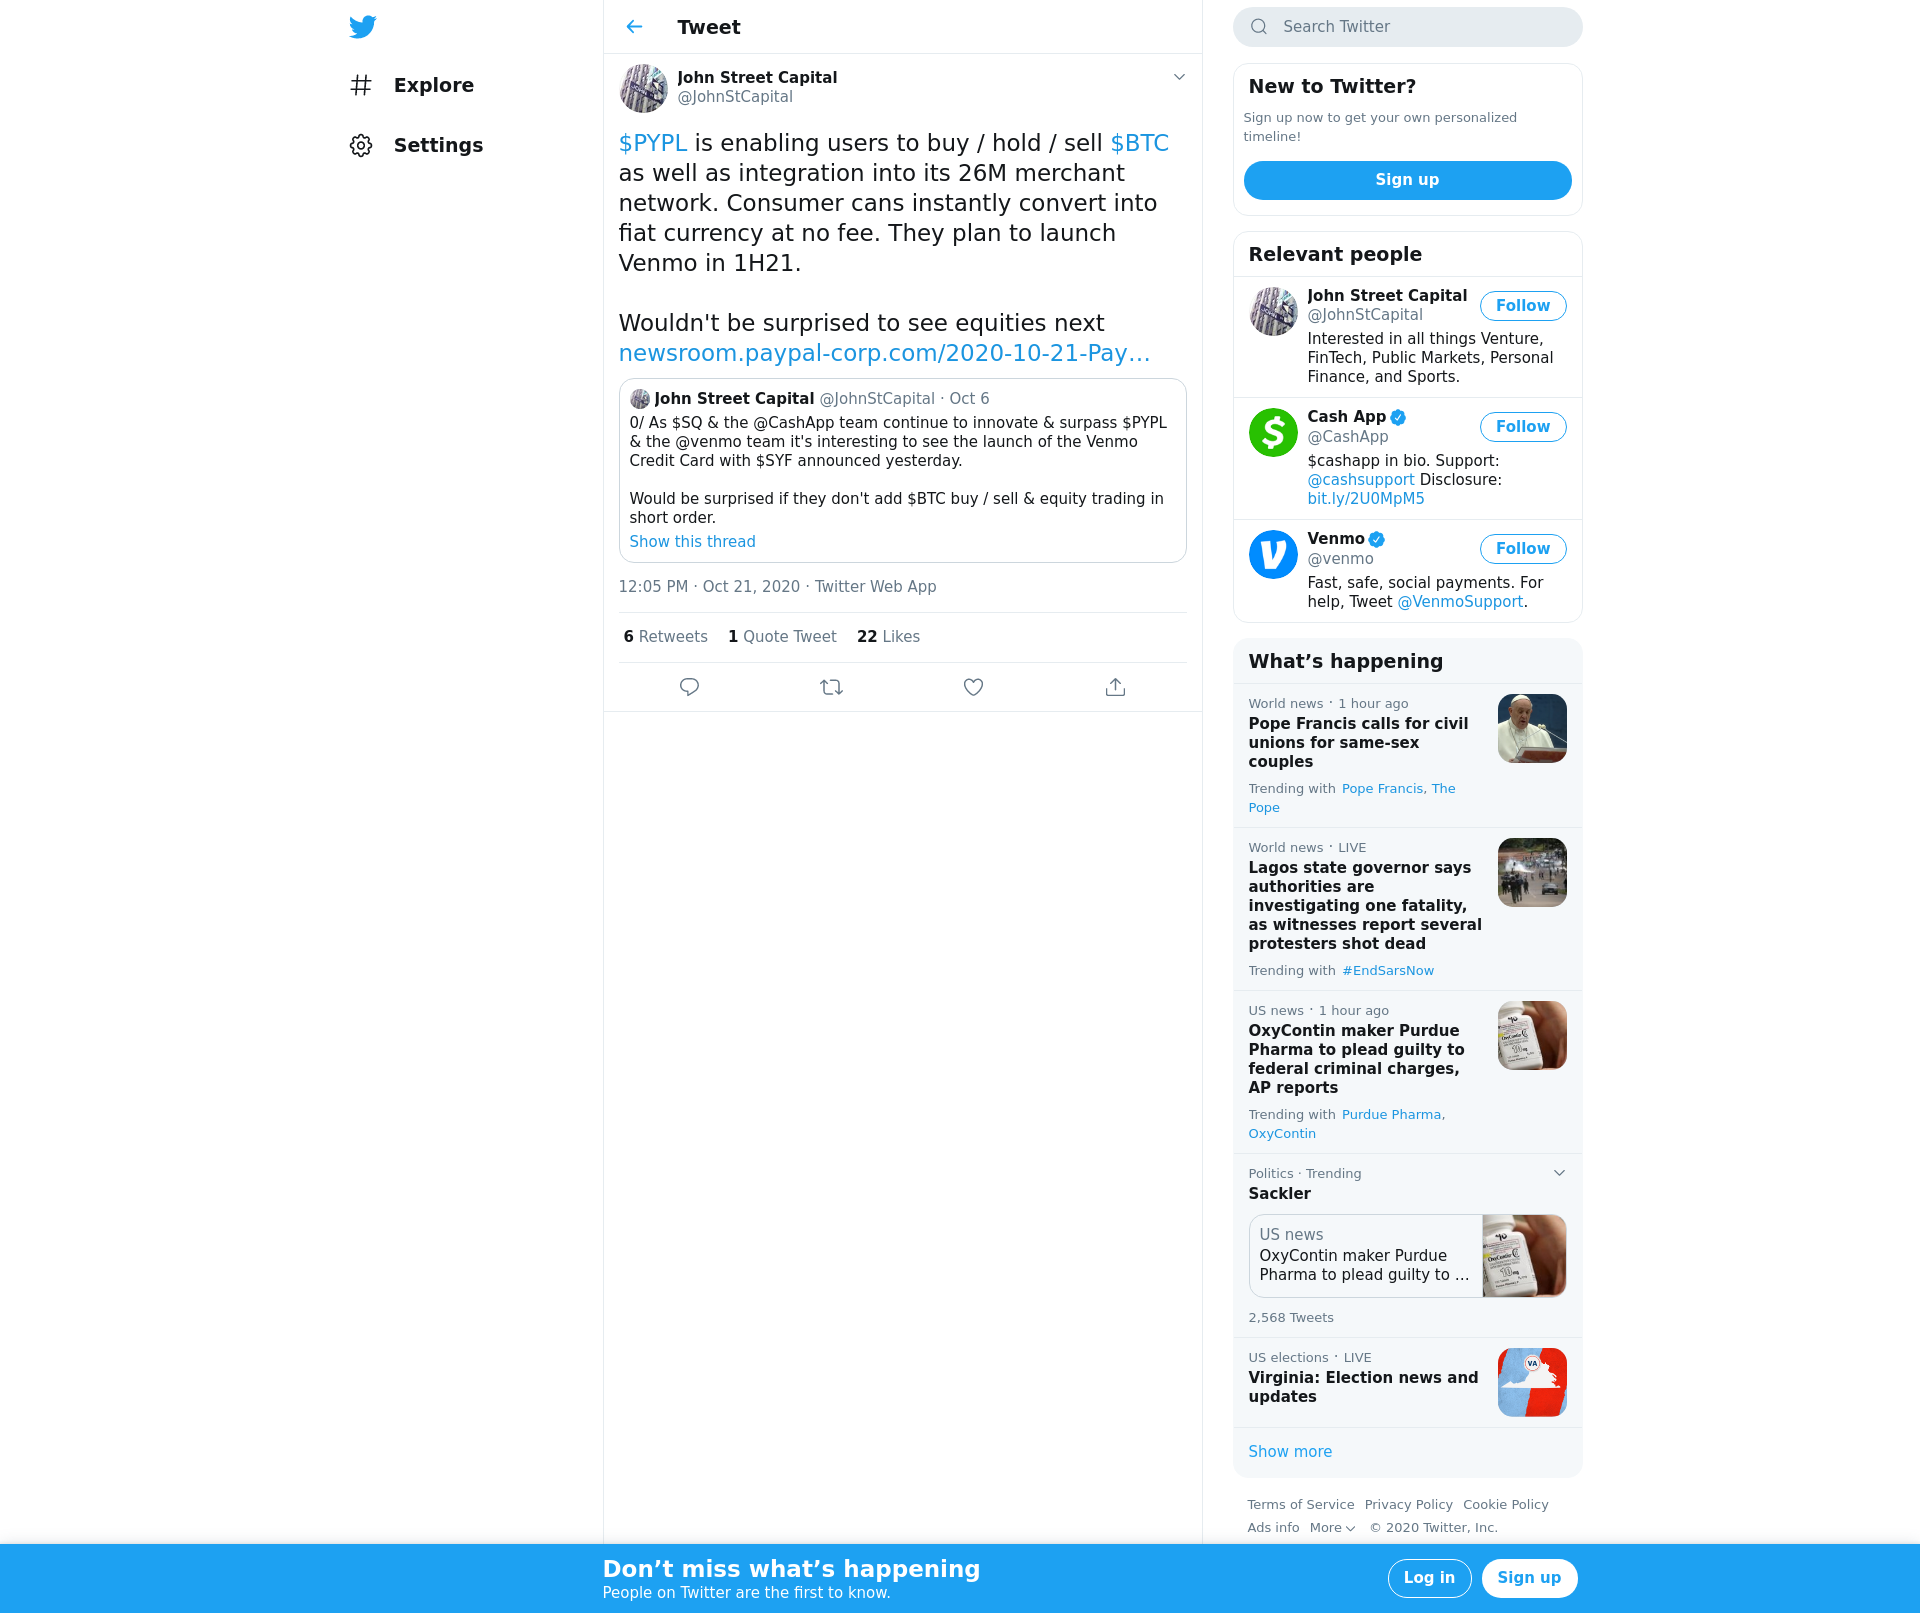 Explore
Settings
Tweet
John Street Capital
@JohnStCapital
$PYPL is enabling users to buy / hold / sell $BTC
as well as integration into its 26M merchant
network. Consumer cans instantly convert into
fiat currency at no fee. They plan to launch
Venmo in 1H21.
Wouldn't be surprised to see equities next
newsroom.paypal-corp.com/2020-10-21-Pay…
John Street Capital @JohnStCapital · Oct 6
0/ As $SQ & the @CashApp team continue to innovate & surpass $PYPL
& the @venmo team it's interesting to see the launch of the Venmo
Credit Card with $SYF announced yesterday.
Would be surprised if they don't add $BTC buy / sell & equity trading in
short order.
Show this thread
12:05 PM · Oct 21, 2020 · Twitter Web App
6 Retweets 1 Quote Tweet 22 Likes
Search Twitter
New to Twitter?
Sign up now to get your own personalized
timeline!
Sign up
Relevant people
John Street Capital
@JohnStCapital
Follow
Interested in all things Venture,
FinTech, Public Markets, Personal
Finance, and Sports.
Cash App
@CashApp
Follow
$cashapp in bio. Support:
@cashsupport Disclosure:
bit.ly/2U0MpM5
Venmo
@venmo
Follow
Fast, safe, social payments. For
help, Tweet @VenmoSupport.
What’s happening
World news · 1 hour ago
Pope Francis calls for civil
unions for same-sex
couples
Trending with Pope Francis, The
Pope
World news · LIVE
Lagos state governor says
authorities are
investigating one fatality,
as witnesses report several
protesters shot dead
Trending with #EndSarsNow
US news · 1 hour ago
OxyContin maker Purdue
Pharma to plead guilty to
federal criminal charges,
AP reports
Trending with Purdue Pharma,
OxyContin
Politics · Trending
Sackler
US news
OxyContin maker Purdue
Pharma to plead guilty to …
2,568 Tweets
US elections · LIVE
Virginia: Election news and
updates
VA
Show more
Terms of Service Privacy Policy Cookie Policy
Ads info More © 2020 Twitter, Inc.
Don’t miss what’s happening
People on Twitter are the first to know.
Log in
Sign up